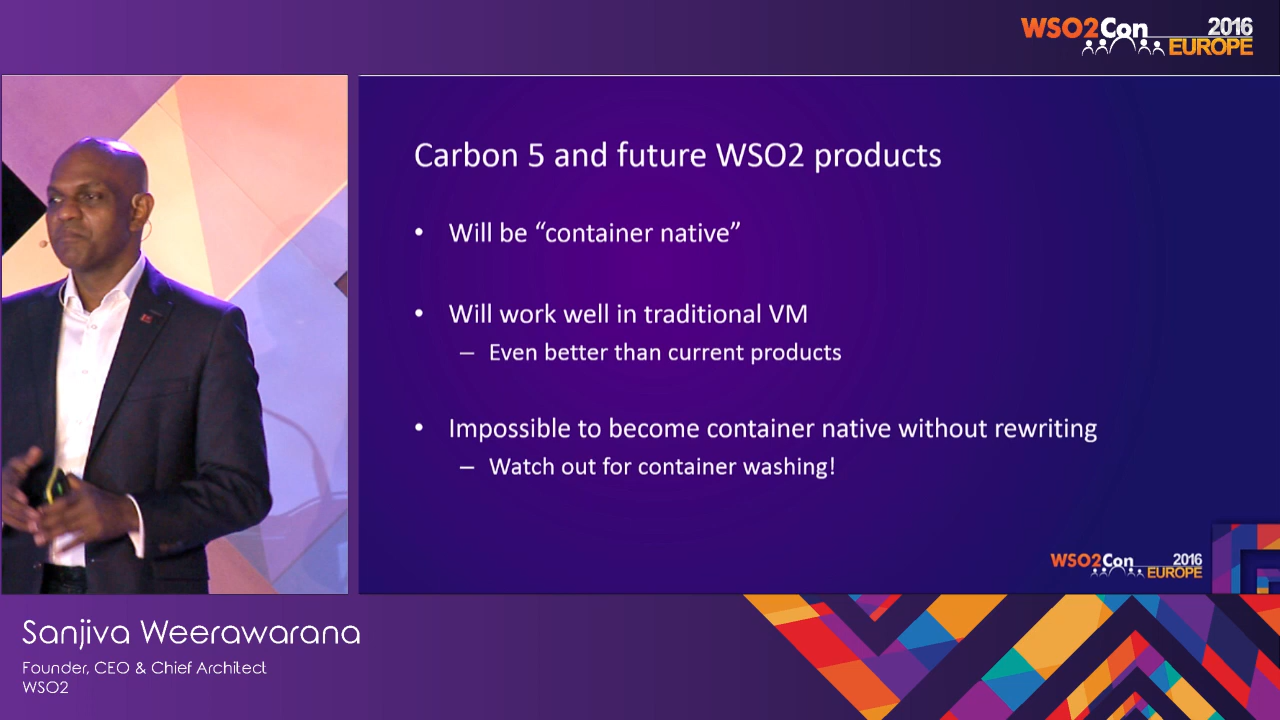 WSO2Con 2016
EUROPE
Carbon 5 and future WSO2 products
• Will be “container native”
• Will work well in traditional VM
– Even better than current products
• Impossible to become container native without rewriting
– Watch out for container washing!
WSO2Con 2016
EUROPE
Sanjiva Weerawarana
Founder, CEO & Chief Architect
WSO2